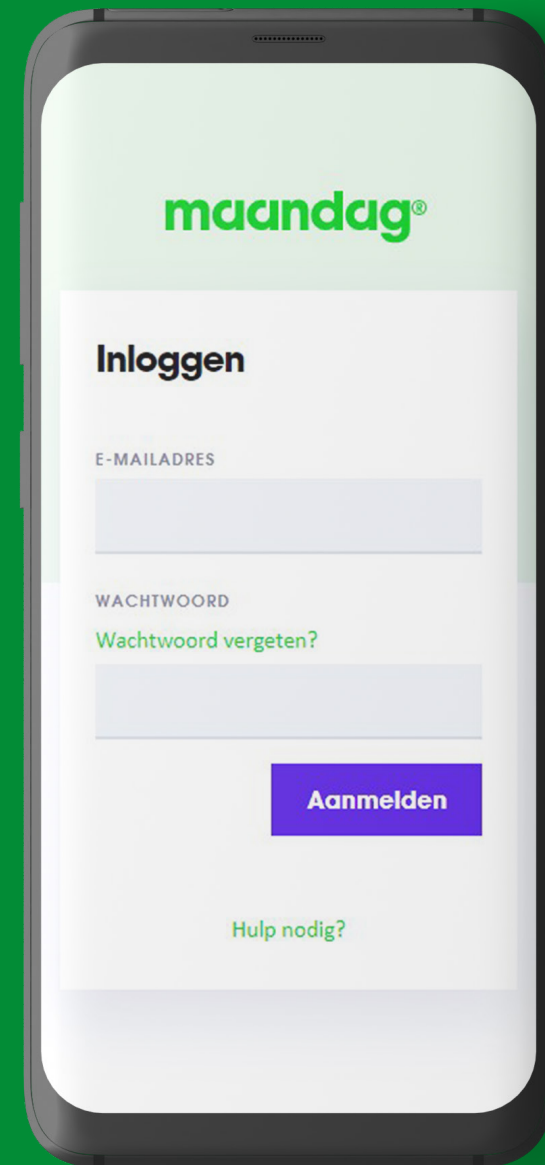 maandag®
Inloggen
E-MAILADRES
WACHTWOORD
Wachtwoord vergeten?
Aanmelden
Hulp nodig?